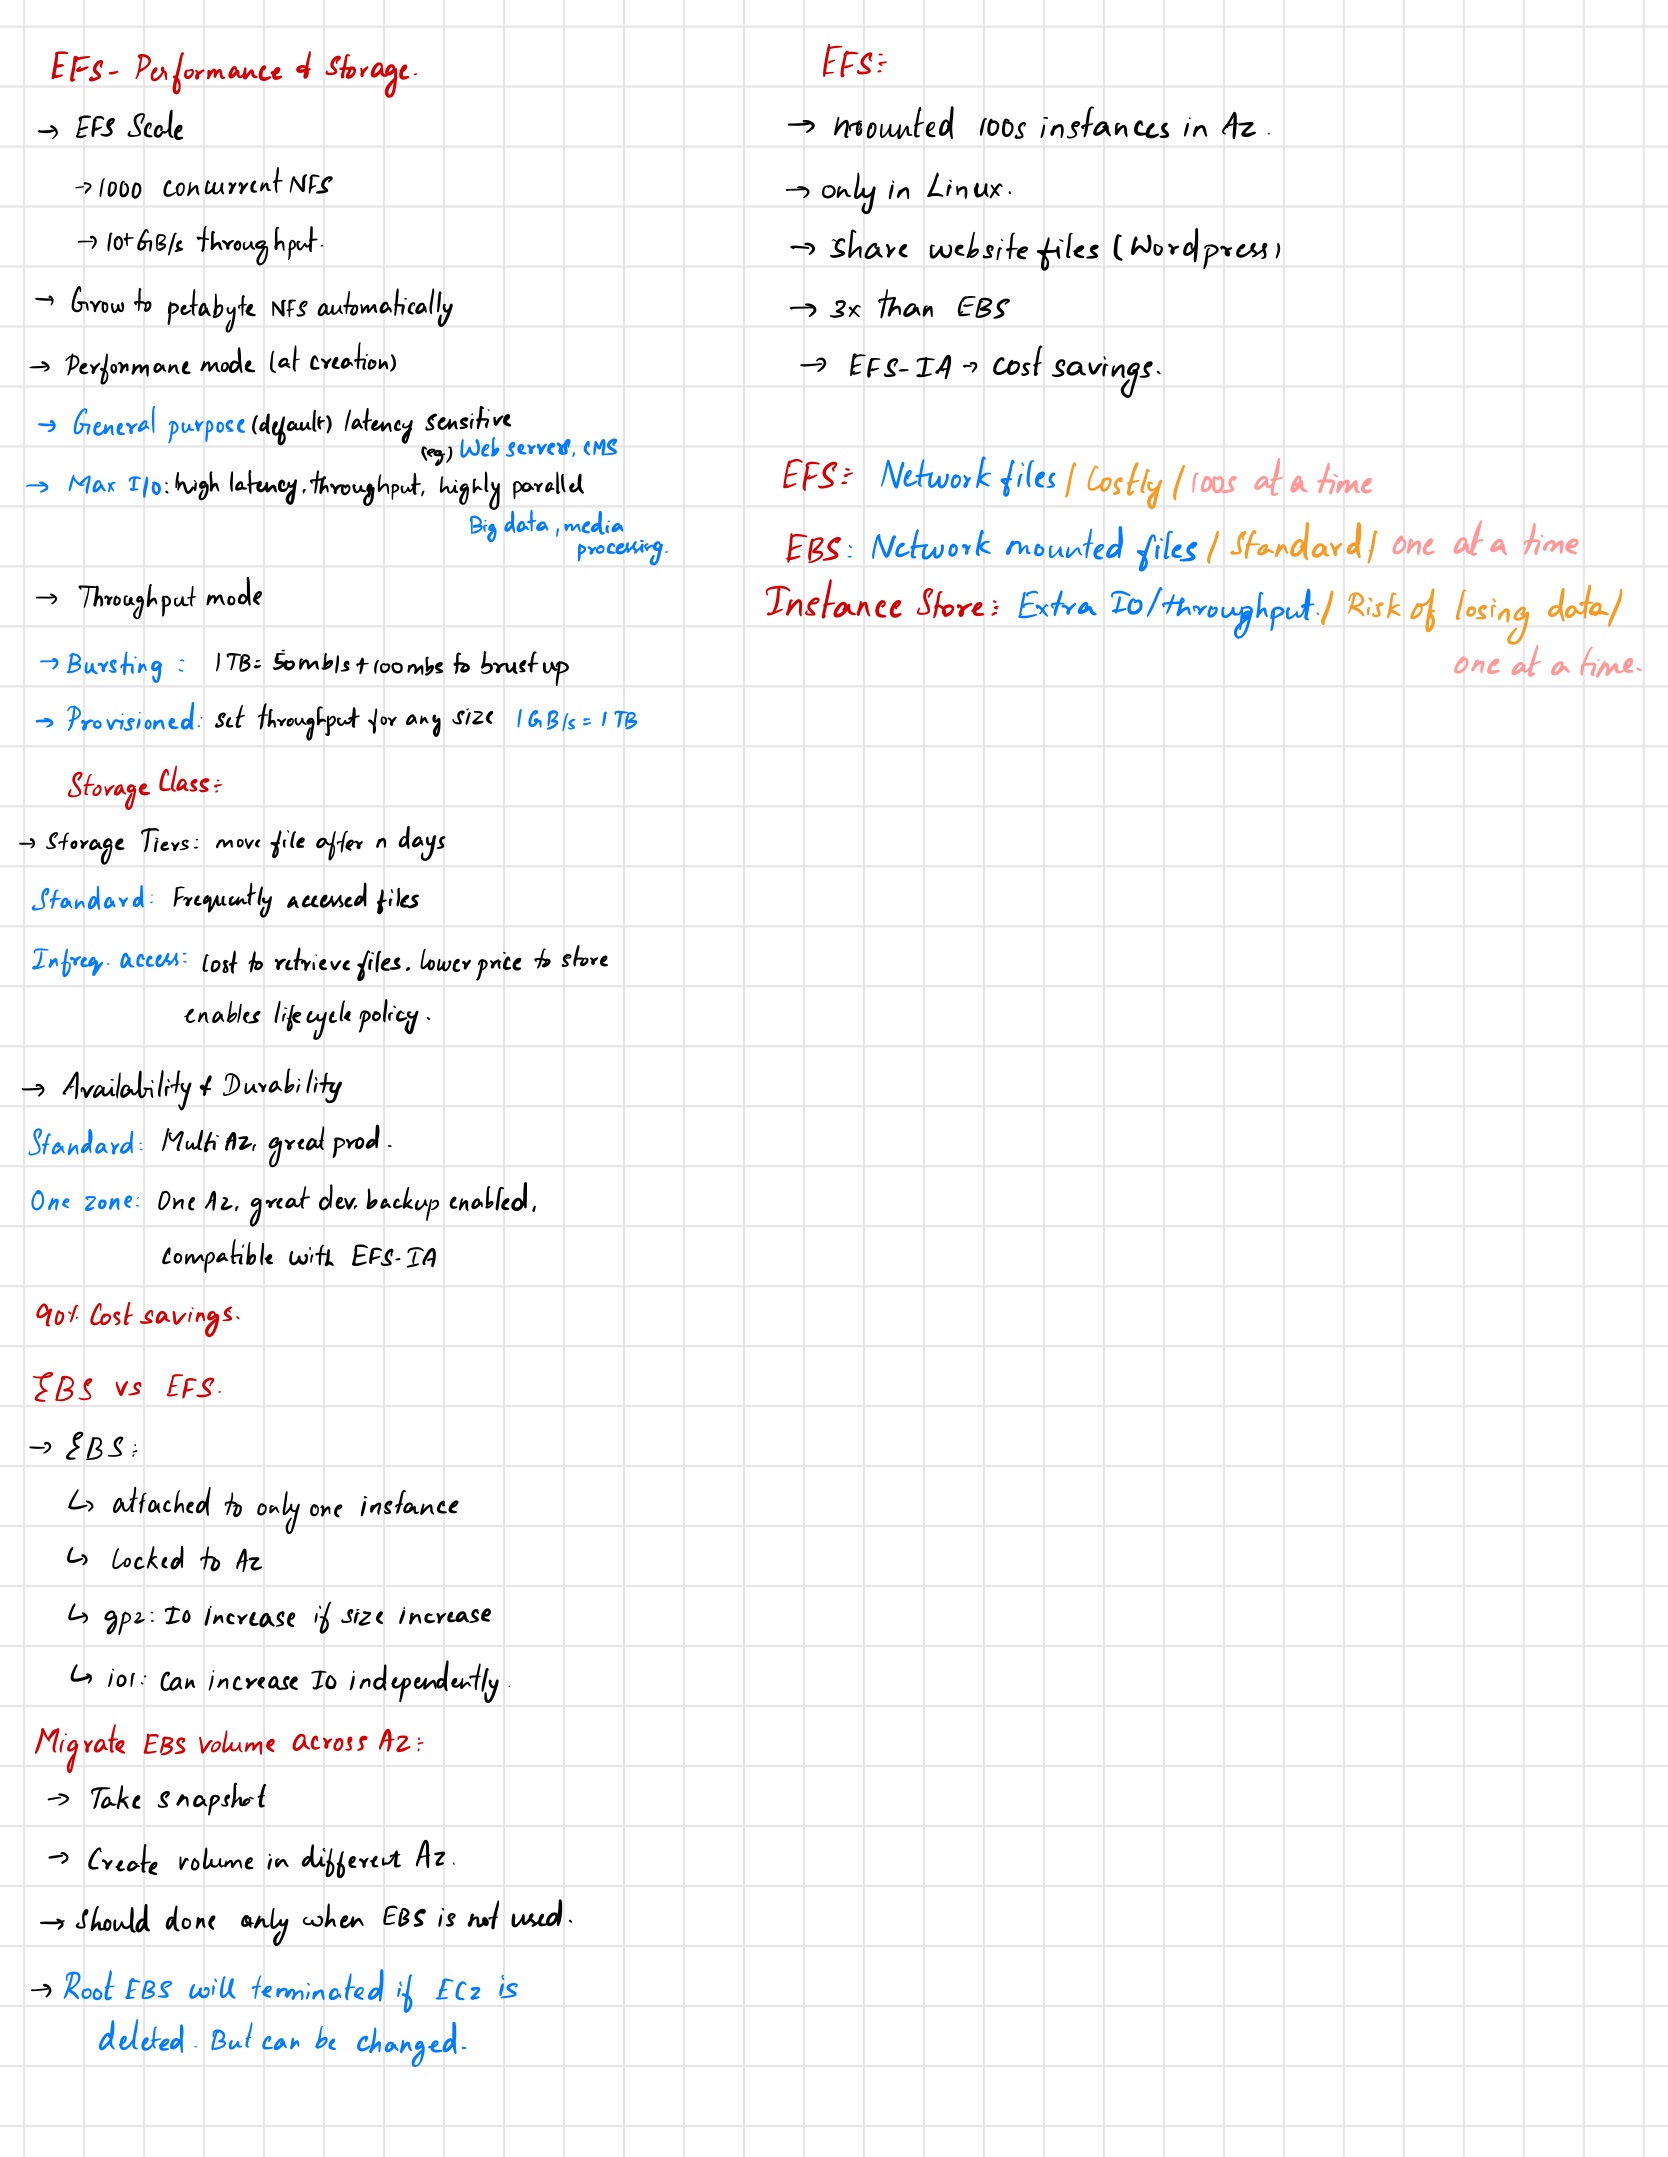 EFS- Performance & Storage.
→ EFS Scale
→ 1000 concurrent NFS
→ 10+ GB/s throughput.
→ Grow to petabyte NFS automatically
→ Performane mode (at creation)
→ General purpose (default) latency sensitive
(eg) Web servers, CMS
→ Max I/O: high latency, throughput, highly parallel
Big data, media
processing.
→ Throughput mode
→ Bursting : 1TB = 50mb/s + 100mbs to brust up
→ Provisioned: set throughput for any size 1GB/s = 1TB
Storage Class:-
→ Storage Tiers: move file after n days
Standard: Frequently accessed files
Infreq. access: Cost to retrieve files. lower price to store
enables lifecycle policy.
→ Availability & Durability
Standard: Multi AZ, great prod.
One zone: One AZ, great dev. backup enabled,
compatible with EFS-IA
90% Cost savings.
EBS vs EFS.
→ EBS:-
↳ attached to only one instance
↳ Locked to AZ
↳ gp2: IO Increase if size increase
↳ io1: Can increase IO independently.
Migrate EBS volume across AZ:-
→ Take snapshot
→ Create volume in different AZ.
→ Should done only when EBS is not used.
→ Root EBS will terminated if EC2 is
deleted. But can be changed.
EFS:-
→ mounted 100s instances in AZ.
→ only in Linux.
→ Share website files (Wordpress)
→ 3x than EBS
→ EFS-IA → cost savings.
EFS:- Network files / Costly / 100s at a time
EBS: Network mounted files / Standard / one at a time
Instance Store:- Extra IO/throughput. / Risk of losing data /
one at a time.